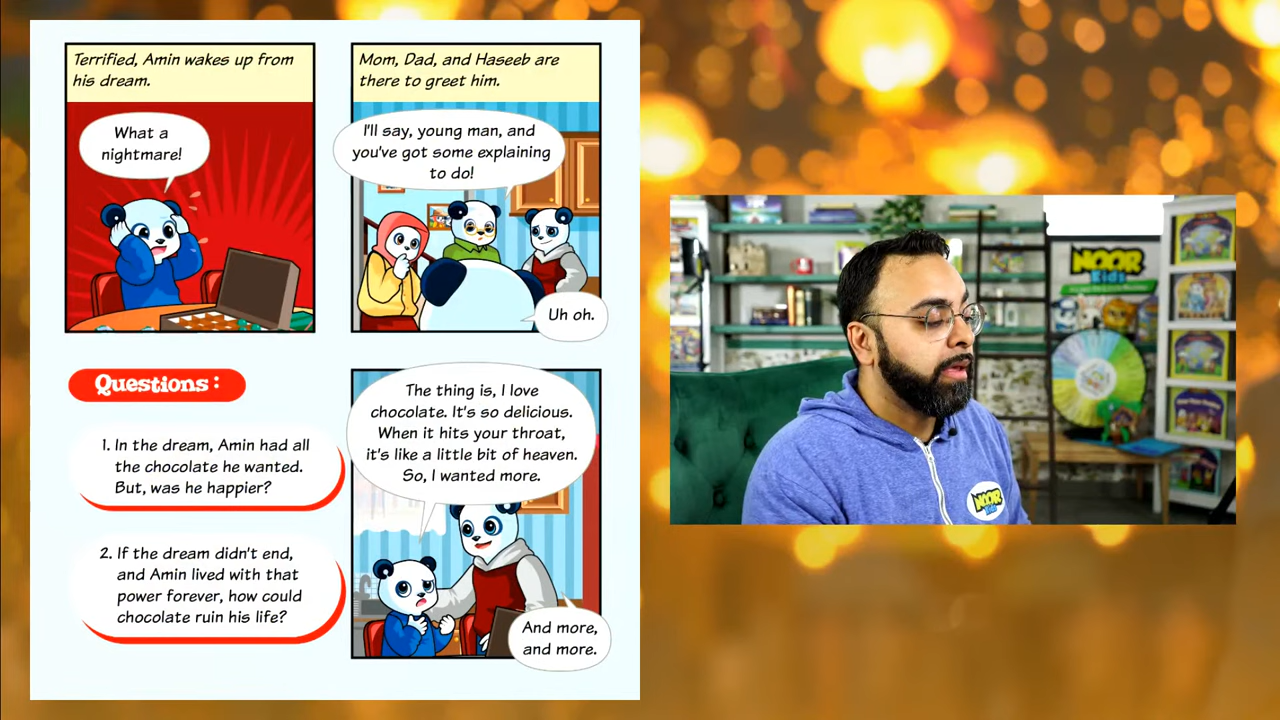 Terrified, Amin wakes up from
his dream.
What a
nightmare!
Mom, Dad, and Haseeb are
there to greet him.
I'll say, young man, and
you've got some explaining
to do!
Uh oh.
Questions:
1. In the dream, Amin had all
the chocolate he wanted.
But, was he happier?
2. If the dream didn't end,
and Amin lived with that
power forever, how could
chocolate ruin his life?
The thing is, I love
chocolate. It's so delicious.
When it hits your throat,
it's like a little bit of heaven.
So, I wanted more.
And more,
and more.
NOOR
Kids
NOOR
Kids